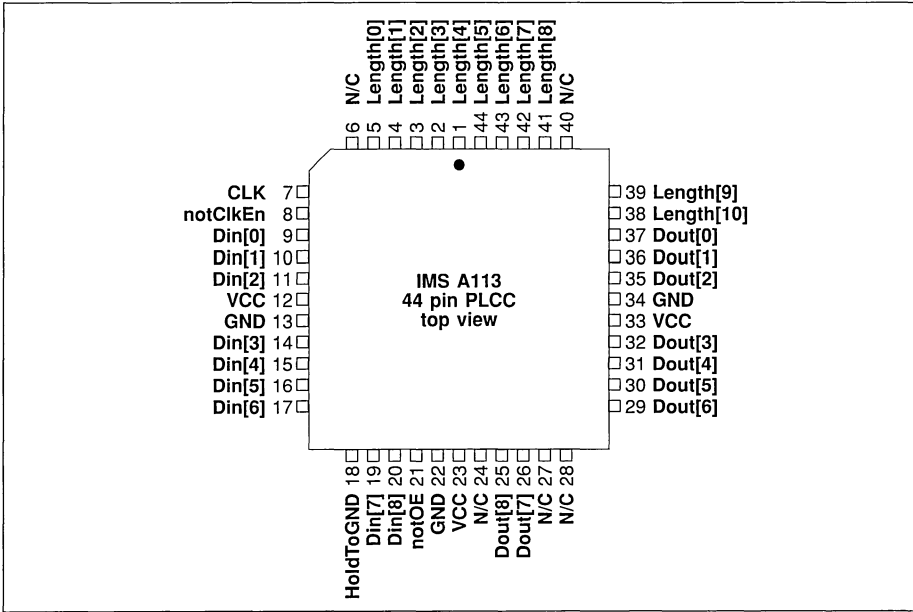 N/C
Length[0]
Length[1]
Length[2]
Length[3]
Length[4]
Length[5]
Length[6]
Length[7]
Length[8]
N/C
6 5 4 3 2 1 44 43 42 41 40
CLK 7
notClkEn 8
Din[0] 9
Din[1] 10
Din[2] 11
VCC 12
GND 13
Din[3] 14
Din[4] 15
Din[5] 16
Din[6] 17
IMS A113
44 pin PLCC
top view
39 Length[9]
38 Length[10]
37 Dout[0]
36 Dout[1]
35 Dout[2]
34 GND
33 VCC
32 Dout[3]
31 Dout[4]
30 Dout[5]
29 Dout[6]
HoldToGND 18
Din[7] 19
Din[8] 20
notOE 21
GND 22
VCC 23
N/C 24
Dout[8] 25
Dout[7] 26
N/C 27
N/C 28